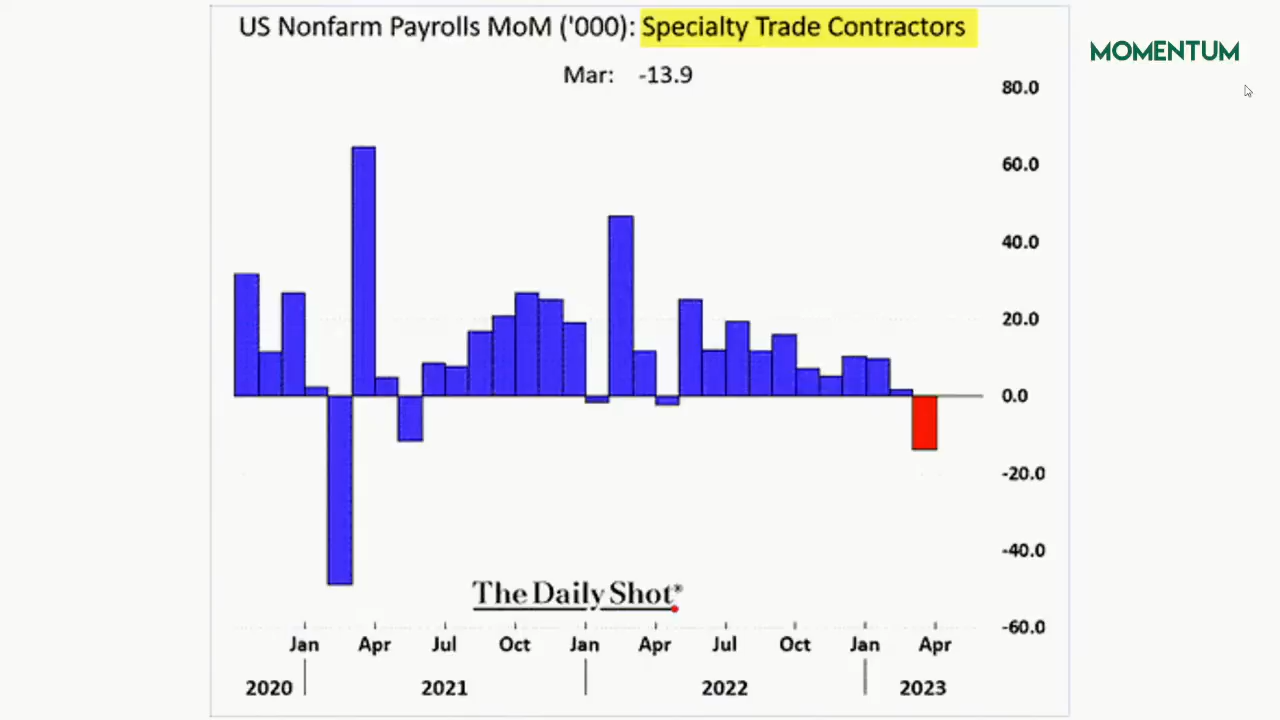 US Nonfarm Payrolls MoM ('000): Specialty Trade Contractors
MOMENTUM
Mar: -13.9
80.0
60.0
40.0
20.0
0.0
-20.0
-40.0
The Daily Shot®
-60.0
Jan Apr Jul Oct Jan Apr Jul Oct Jan Apr
2020 2021 2022 2023